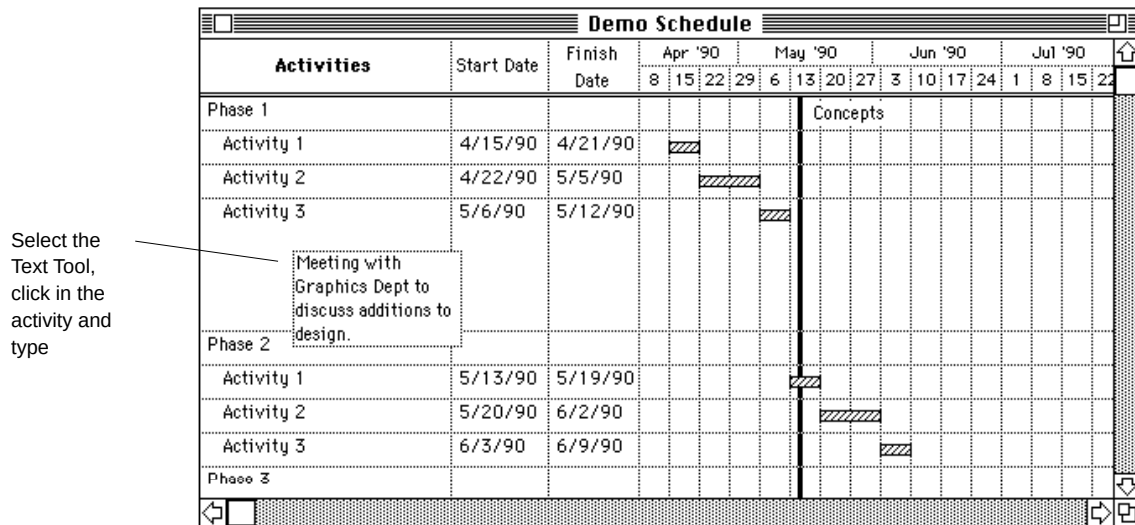 Demo Schedule
Activities Start Date Finish Date Apr '90 May '90 Jun '90 Jul '90
8 15 22 29 6 13 20 27 3 10 17 24 1 8 15 22
Phase 1 Concepts
Activity 1 4/15/90 4/21/90
Activity 2 4/22/90 5/5/90
Activity 3 5/6/90 5/12/90
Select the
Text Tool,
click in the
activity and
type
Meeting with
Graphics Dept to
discuss additions to
design.
Phase 2
Activity 1 5/13/90 5/19/90
Activity 2 5/20/90 6/2/90
Activity 3 6/3/90 6/9/90
Phase 3